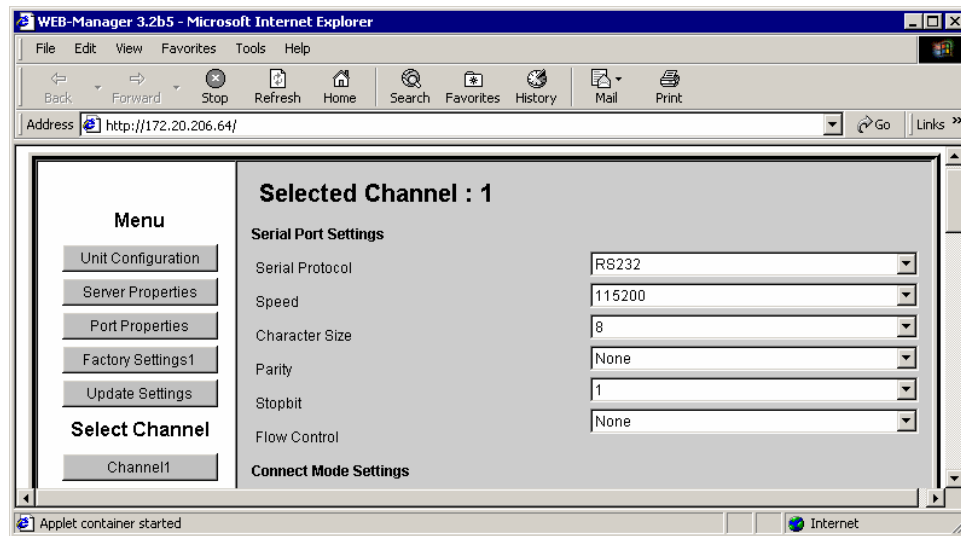 WEB-Manager 3.2b5 - Microsoft Internet Explorer
File Edit View Favorites Tools Help
Back Forward Stop Refresh Home Search Favorites History Mail Print
Address http://172.20.206.64/ Go Links »
Selected Channel : 1
Menu
Serial Port Settings
Unit Configuration
Serial Protocol RS232
Server Properties
Speed 115200
Port Properties
Character Size 8
Factory Settings1
Parity None
Update Settings
Stopbit 1
Select Channel
Flow Control None
Channel1
Connect Mode Settings
Applet container started Internet